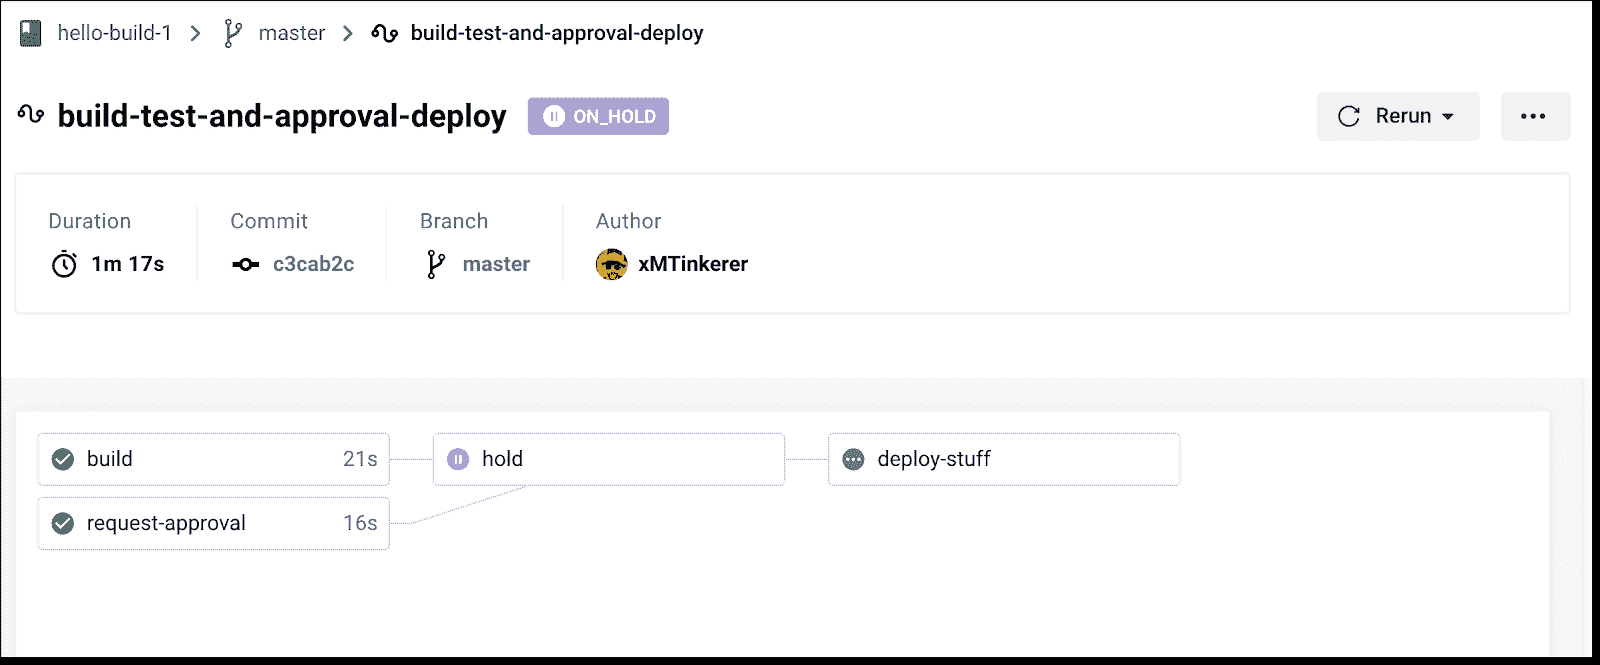 hello-build-1 > master > build-test-and-approval-deploy
build-test-and-approval-deploy ON_HOLD Rerun
Duration Commit Branch Author
1m 17s c3cab2c master xMTinkerer
build 21s hold deploy-stuff
request-approval 16s